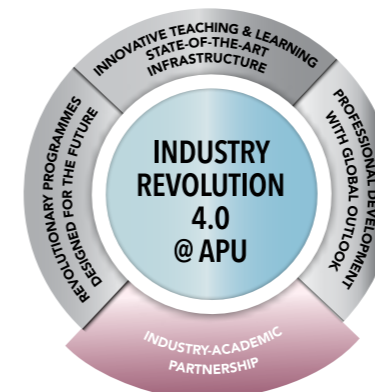 INNOVATIVE TEACHING & LEARNING
STATE-OF-THE-ART
INFRASTRUCTURE
REVOLUTIONARY PROGRAMMES
DESIGNED FOR THE FUTURE
INDUSTRY
REVOLUTION
4.0
@ APU
PROFESSIONAL DEVELOPMENT
WITH GLOBAL OUTLOOK
INDUSTRY-ACADEMIC
PARTNERSHIP